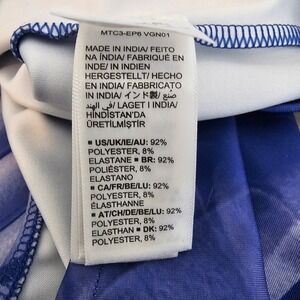 MTC3-EP6 VGN01
MADE IN INDIA/ FEITO
NA ÍNDIA/ FABRIQUÉ EN
INDE/ IN INDIEN
HERGESTELLT/ HECHO
EN INDIA/ FABBRICATO
IN INDIA/ インド製/ صنع
في الهند/ LAGET I INDIA/
HİNDİSTAN'DA
ÜRETİLMİŞTİR
■ US/UK/IE/AU: 92%
POLYESTER, 8%
ELASTANE ■ BR: 92%
POLIÉSTER, 8%
ELASTANO
■ CA/FR/BE/LU: 92%
POLYESTER, 8%
ÉLASTHANNE
■ AT/CH/DE/BE/LU: 92%
POLYESTER, 8%
ELASTHAN ■ DK: 92%
POLYESTER, 8%